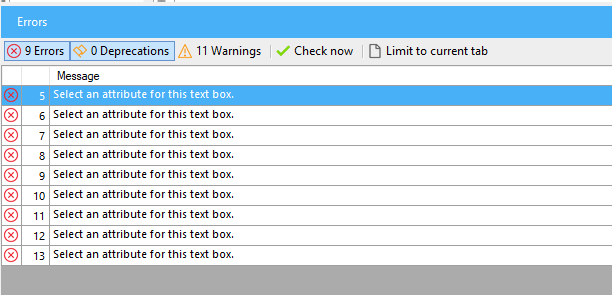 Errors
9 Errors 0 Deprecations 11 Warnings Check now Limit to current tab
Message
5 Select an attribute for this text box.
6 Select an attribute for this text box.
7 Select an attribute for this text box.
8 Select an attribute for this text box.
9 Select an attribute for this text box.
10 Select an attribute for this text box.
11 Select an attribute for this text box.
12 Select an attribute for this text box.
13 Select an attribute for this text box.